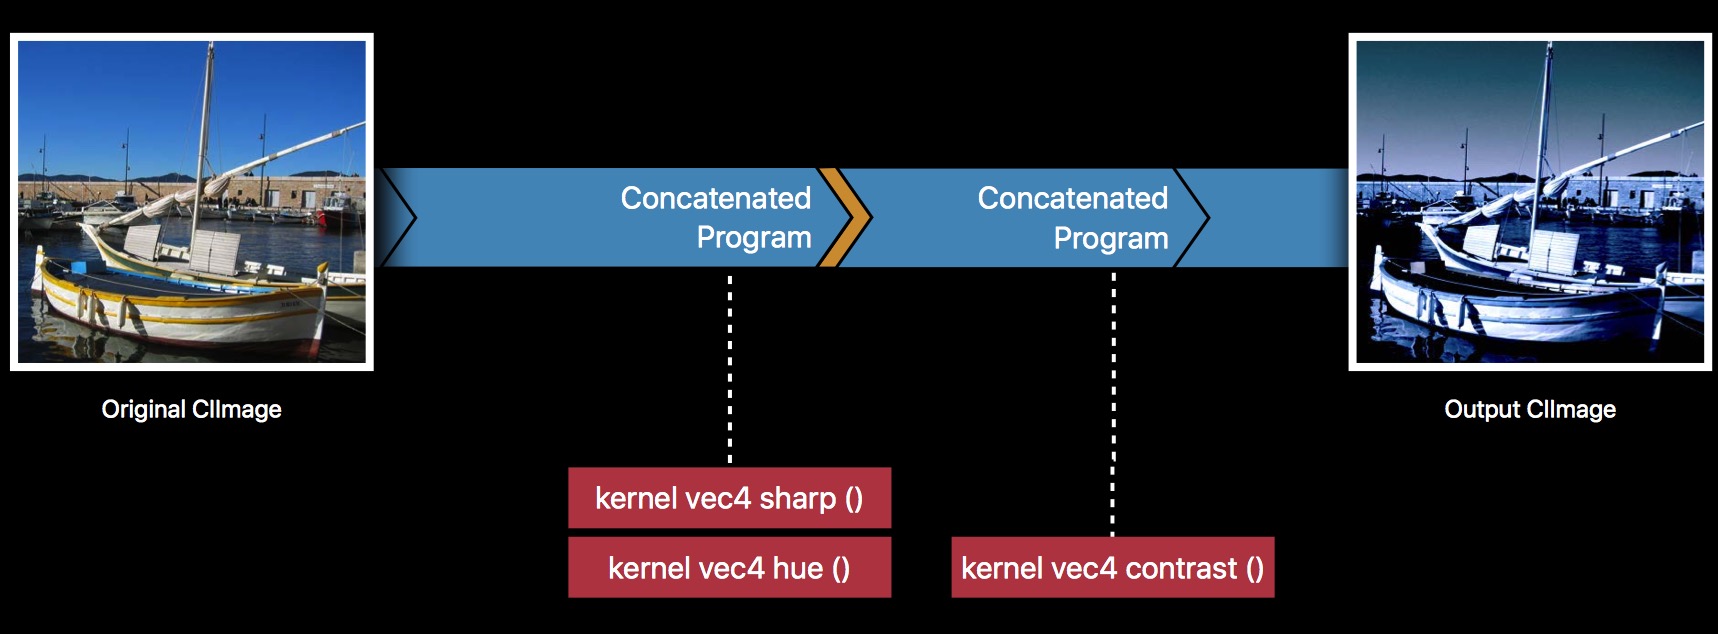 Concatenated
Program
Concatenated
Program
Original CIImage
Output CIImage
kernel vec4 sharp ()
kernel vec4 hue ()
kernel vec4 contrast ()